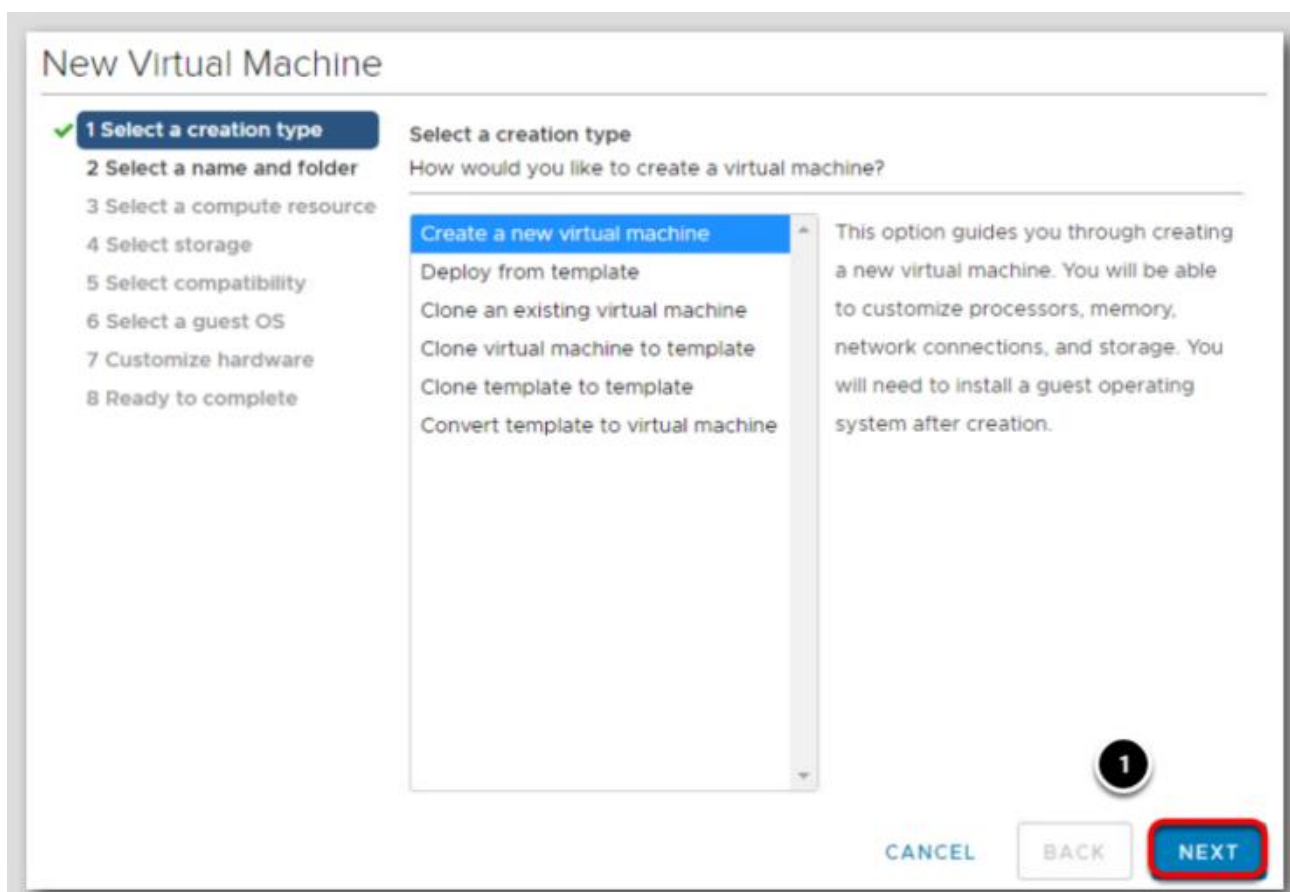 New Virtual Machine
1 Select a creation type
2 Select a name and folder
3 Select a compute resource
4 Select storage
5 Select compatibility
6 Select a guest OS
7 Customize hardware
8 Ready to complete
Select a creation type
How would you like to create a virtual machine?
Create a new virtual machine
Deploy from template
Clone an existing virtual machine
Clone virtual machine to template
Clone template to template
Convert template to virtual machine
This option guides you through creating
a new virtual machine. You will be able
to customize processors, memory,
network connections, and storage. You
will need to install a guest operating
system after creation.
1
CANCEL
BACK
NEXT